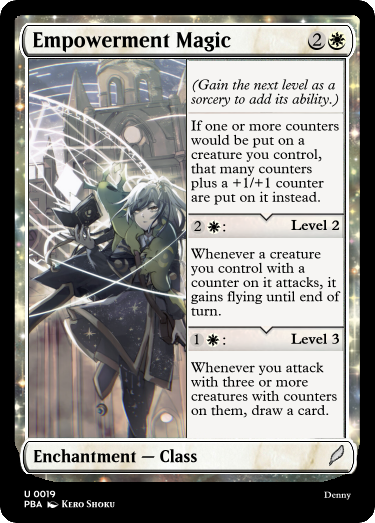 Empowerment Magic 2
(Gain the next level as a
sorcery to add its ability.)
If one or more counters
would be put on a
creature you control,
that many counters
plus a +1/+1 counter
are put on it instead.
2 : Level 2
Whenever a creature
you control with a
counter on it attacks, it
gains flying until end of
turn.
1 : Level 3
Whenever you attack
with three or more
creatures with counters
on them, draw a card.
Enchantment — Class
U 0019
PBA Kero Shoku
Denny